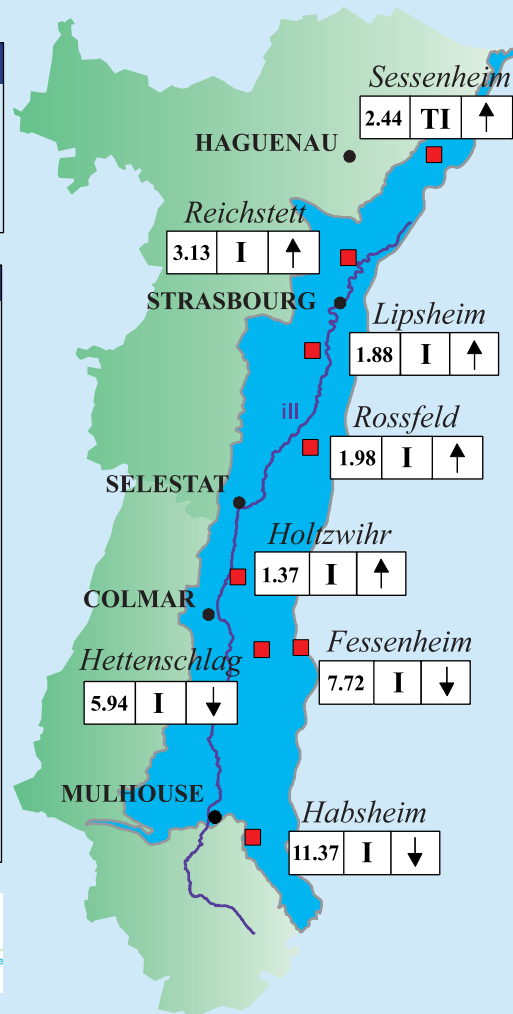 Sessenheim
2.44 TI ↑
HAGUENAU
Reichstett
3.13 I ↑
STRASBOURG
Lipsheim
1.88 I ↑
ill
Rossfeld
1.98 I ↑
SELESTAT
Holtzwihr
1.37 I ↑
COLMAR
Fessenheim
7.72 I ↓
Hettenschlag
5.94 I ↓
MULHOUSE
Habsheim
11.37 I ↓